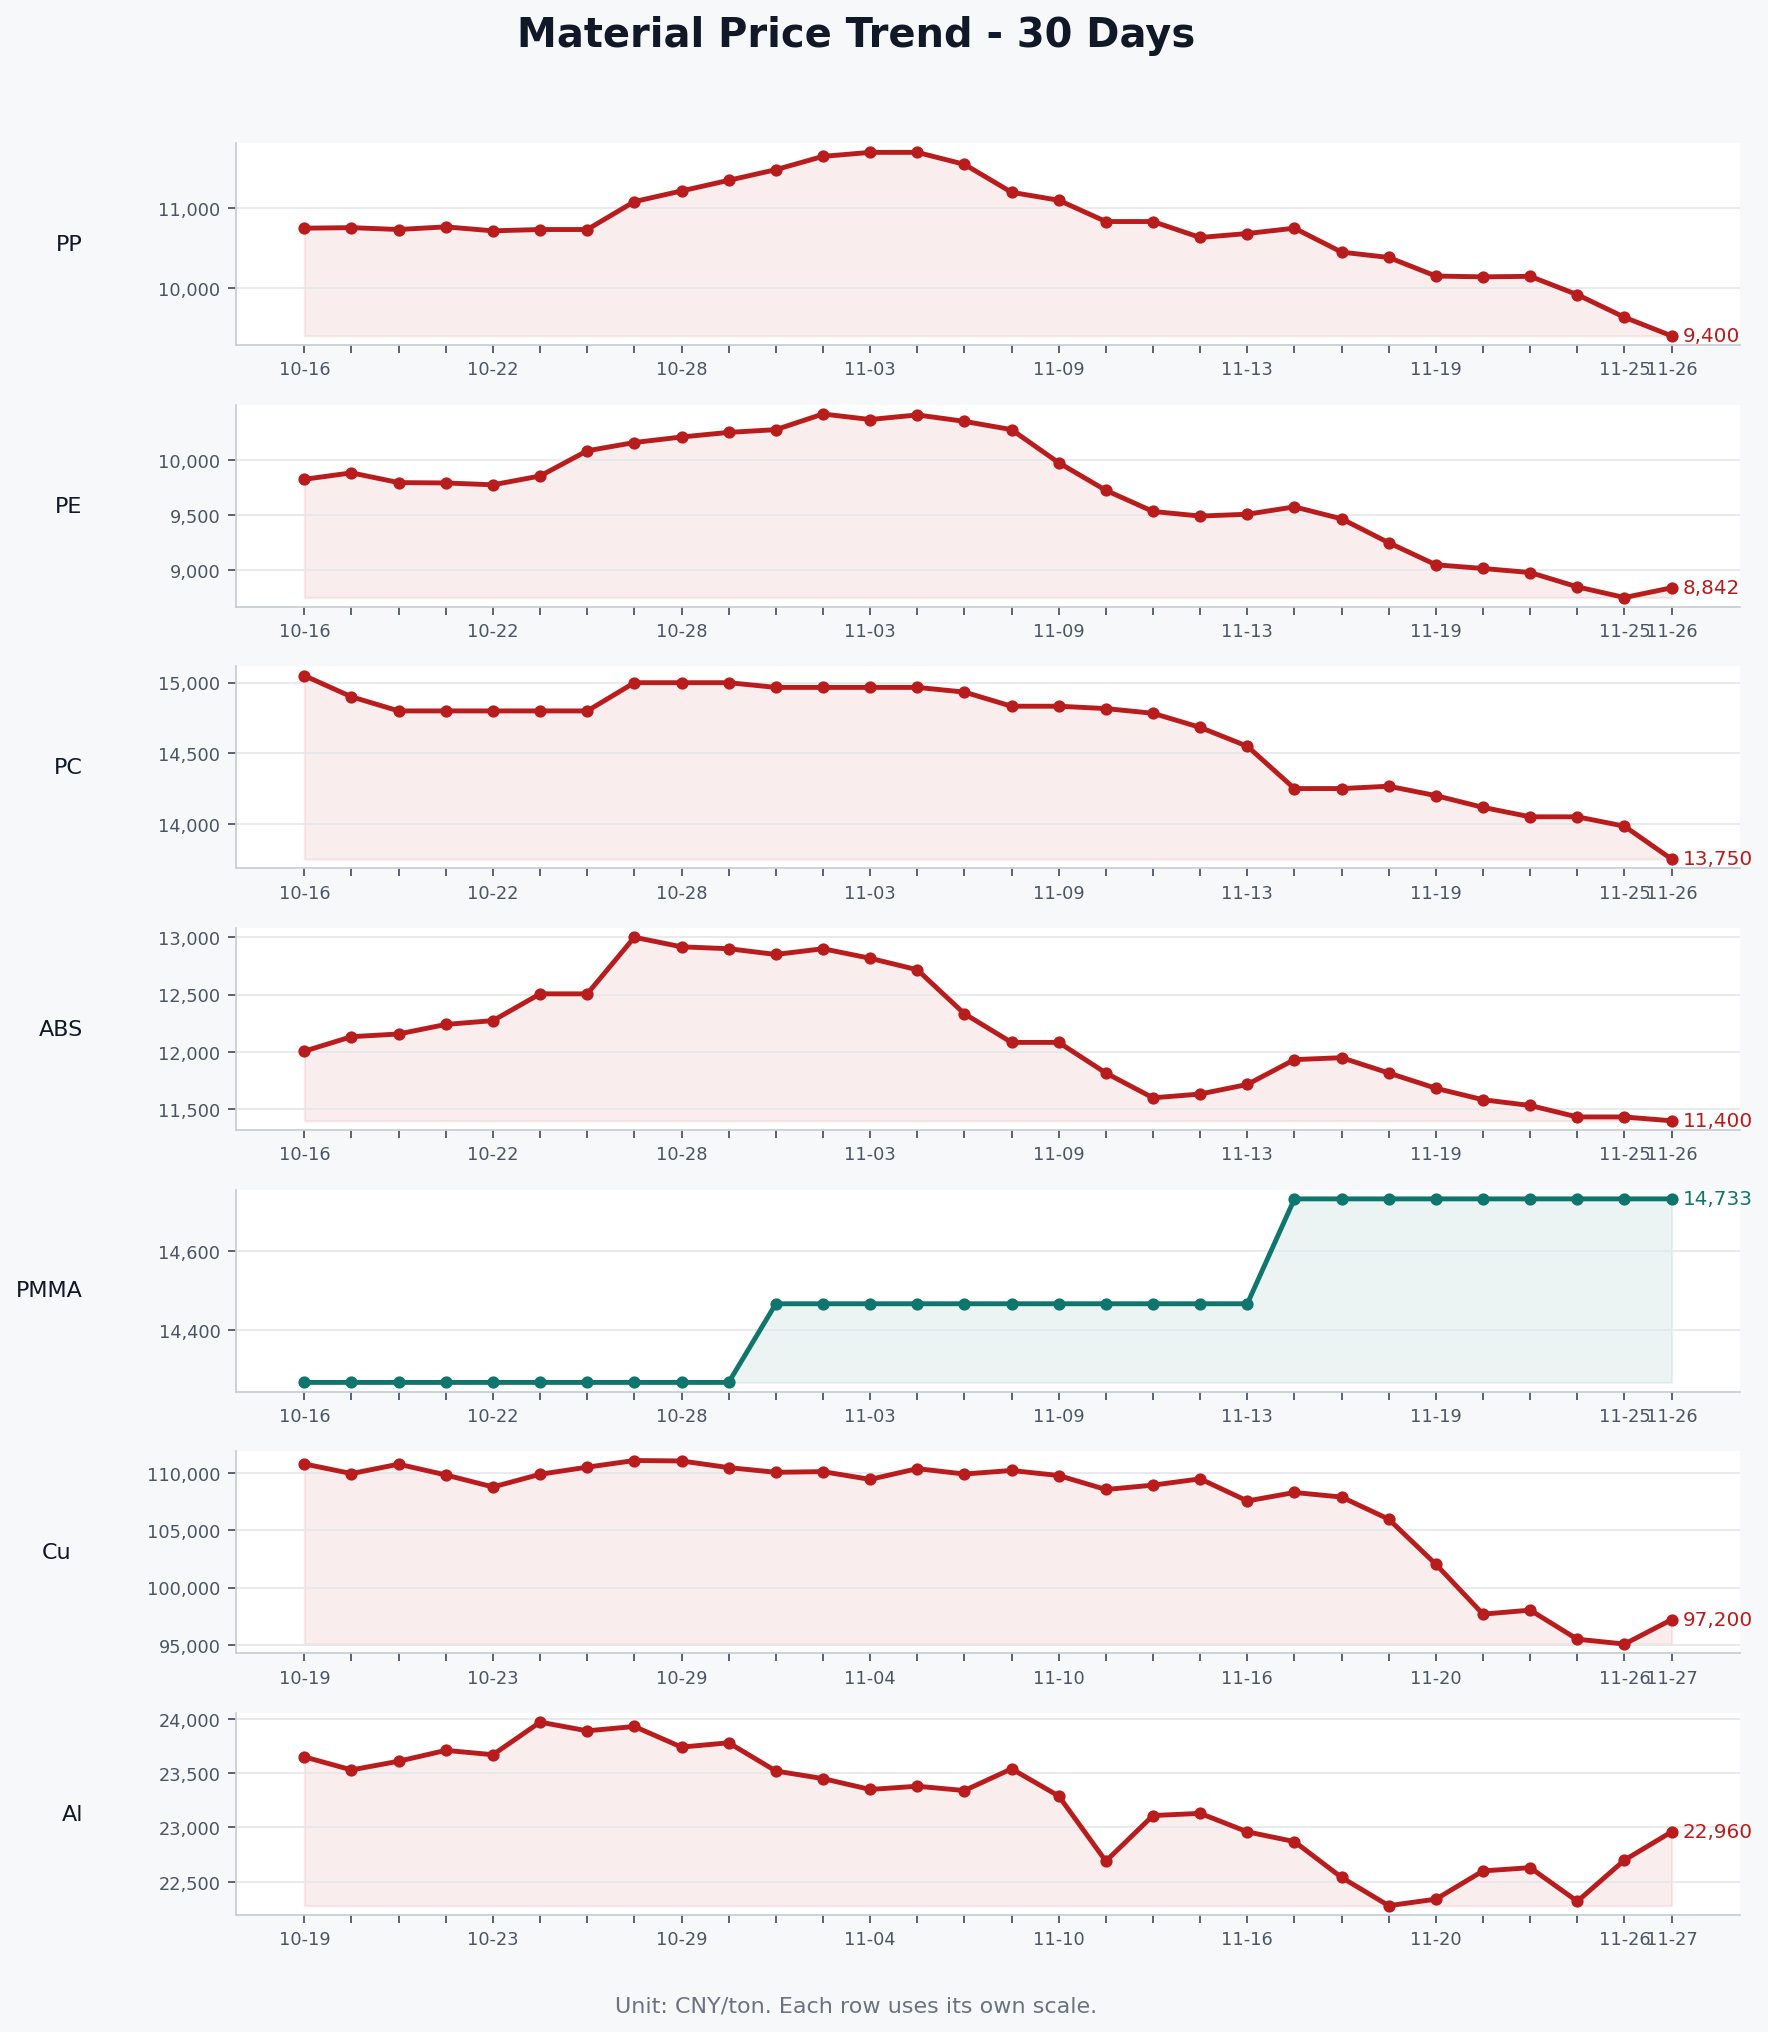 Material Price Trend - 30 Days
11,000
10,000
PP
9,400
10-16 10-22 10-28 11-03 11-09 11-13 11-19 11-25 11-26
10,000
9,500
9,000
PE
8,842
10-16 10-22 10-28 11-03 11-09 11-13 11-19 11-25 11-26
15,000
14,500
14,000
PC
13,750
10-16 10-22 10-28 11-03 11-09 11-13 11-19 11-25 11-26
13,000
12,500
12,000
11,500
ABS
11,400
10-16 10-22 10-28 11-03 11-09 11-13 11-19 11-25 11-26
14,733
14,600
14,400
PMMA
10-16 10-22 10-28 11-03 11-09 11-13 11-19 11-25 11-26
110,000
105,000
100,000
95,000
Cu
97,200
10-19 10-23 10-29 11-04 11-10 11-16 11-20 11-26 11-27
24,000
23,500
23,000
22,500
Al
22,960
10-19 10-23 10-29 11-04 11-10 11-16 11-20 11-26 11-27
Unit: CNY/ton. Each row uses its own scale.